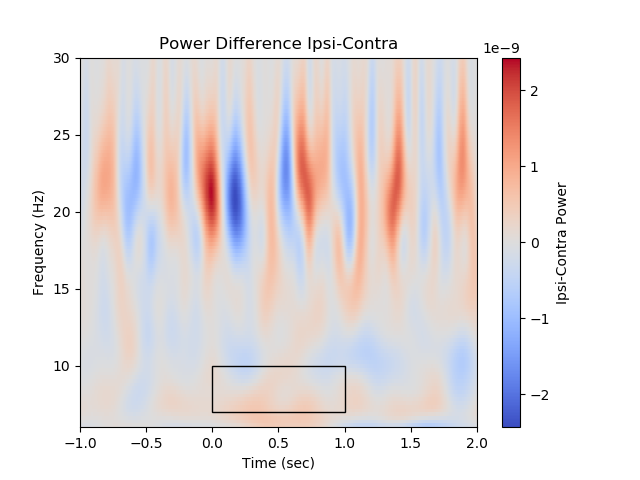 Power Difference Ipsi-Contra
1e−9
30
25
20
15
10
Frequency (Hz)
−1.0 −0.5 0.0 0.5 1.0 1.5 2.0
Time (sec)
2
1
0
−1
−2
Ipsi-Contra Power